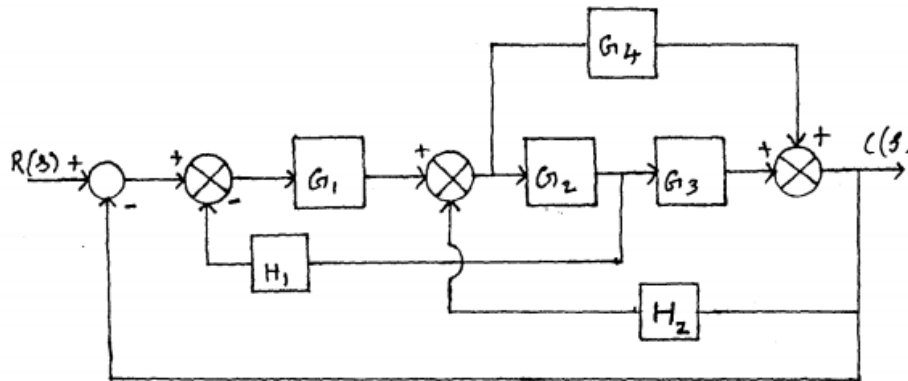 G4
R(s) + + G1 + G2 G3 + + C(s)
- -
H1
H2